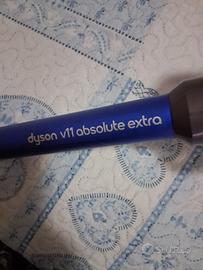 dyson v11 absolute extra